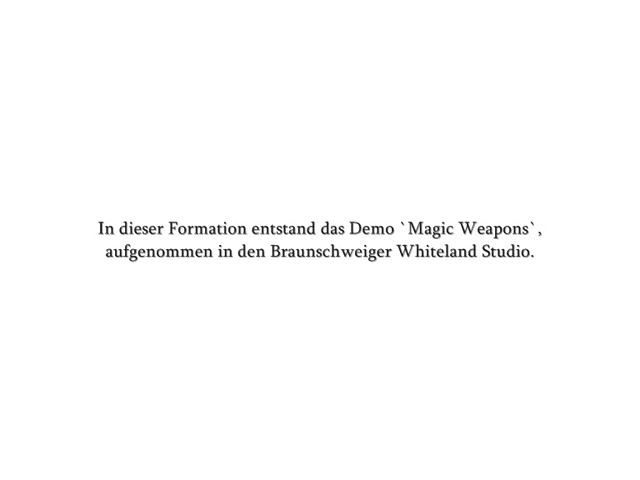 In dieser Formation entstand das Demo `Magic Weapons`,
aufgenommen in den Braunschweiger Whiteland Studio.